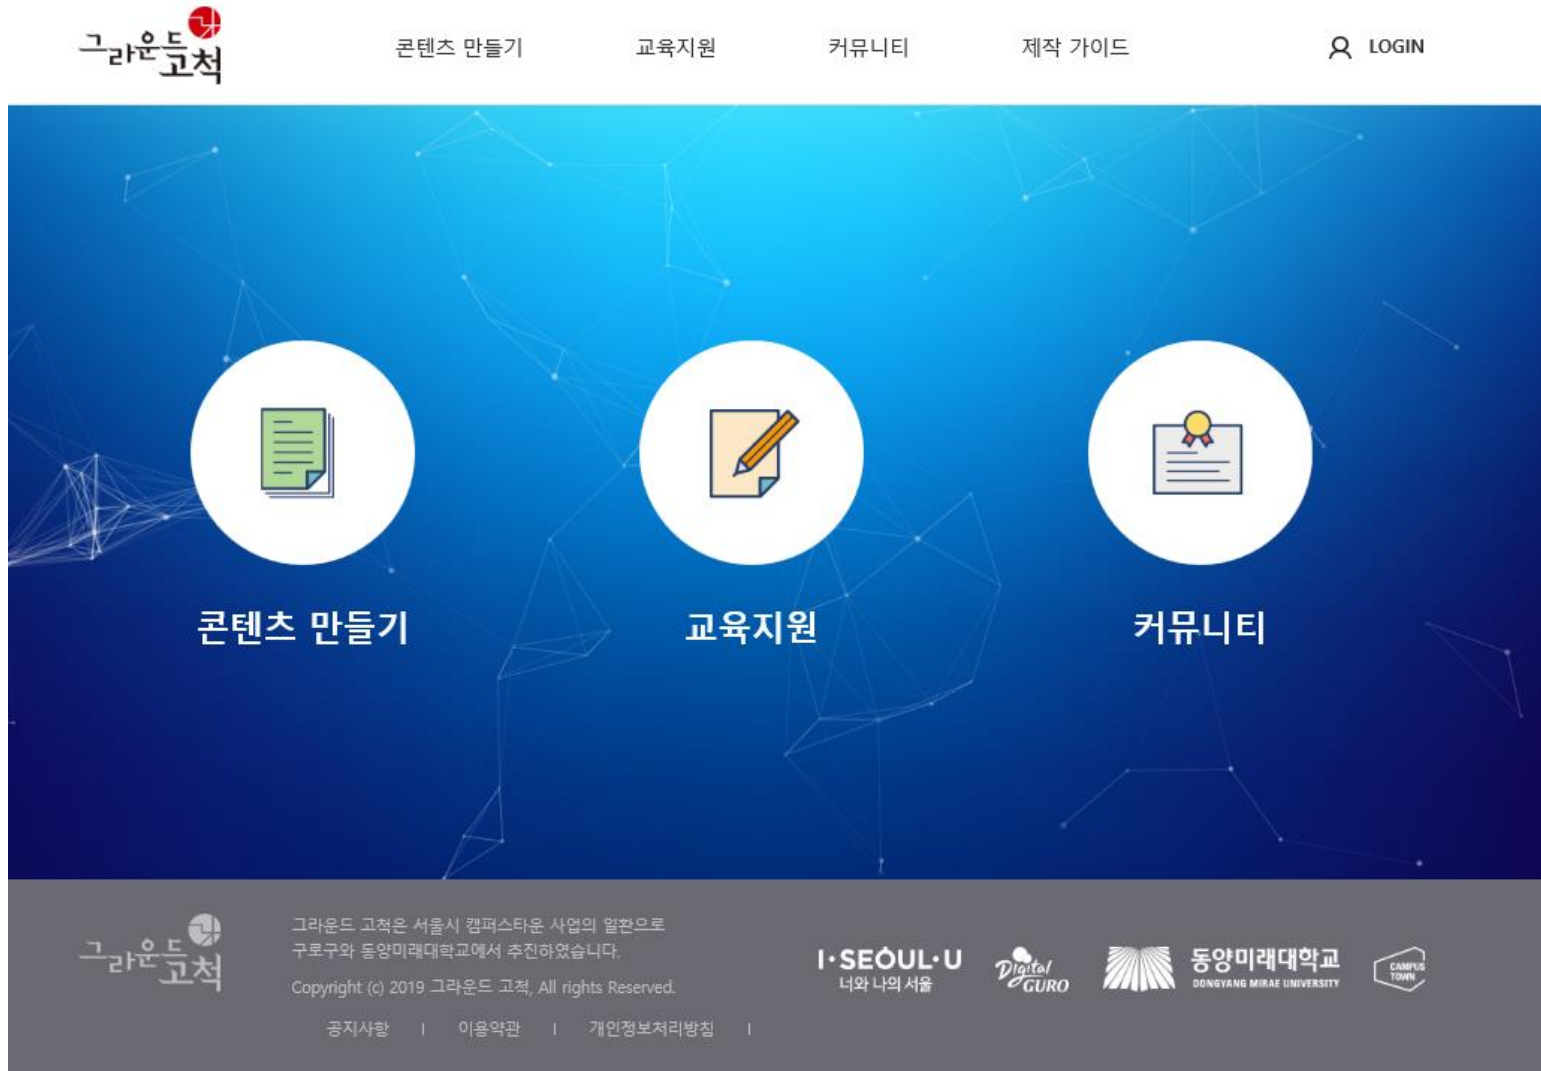 그라운드
고척
콘텐츠 만들기
교육지원
커뮤니티
제작 가이드
LOGIN
콘텐츠 만들기
교육지원
커뮤니티
그라운드
고척
그라운드 고척은 서울시 캠퍼스타운 사업의 일환으로
구로구와 동양미래대학교에서 추진하였습니다.
Copyright (c) 2019 그라운드 고척, All rights Reserved.
공지사항 | 이용약관 | 개인정보처리방침 |
I·SEOUL·U
너와 나의 서울
Digital
GURO
동양미래대학교
DONGYANG MIRAE UNIVERSITY
CAMPUS
TOWN